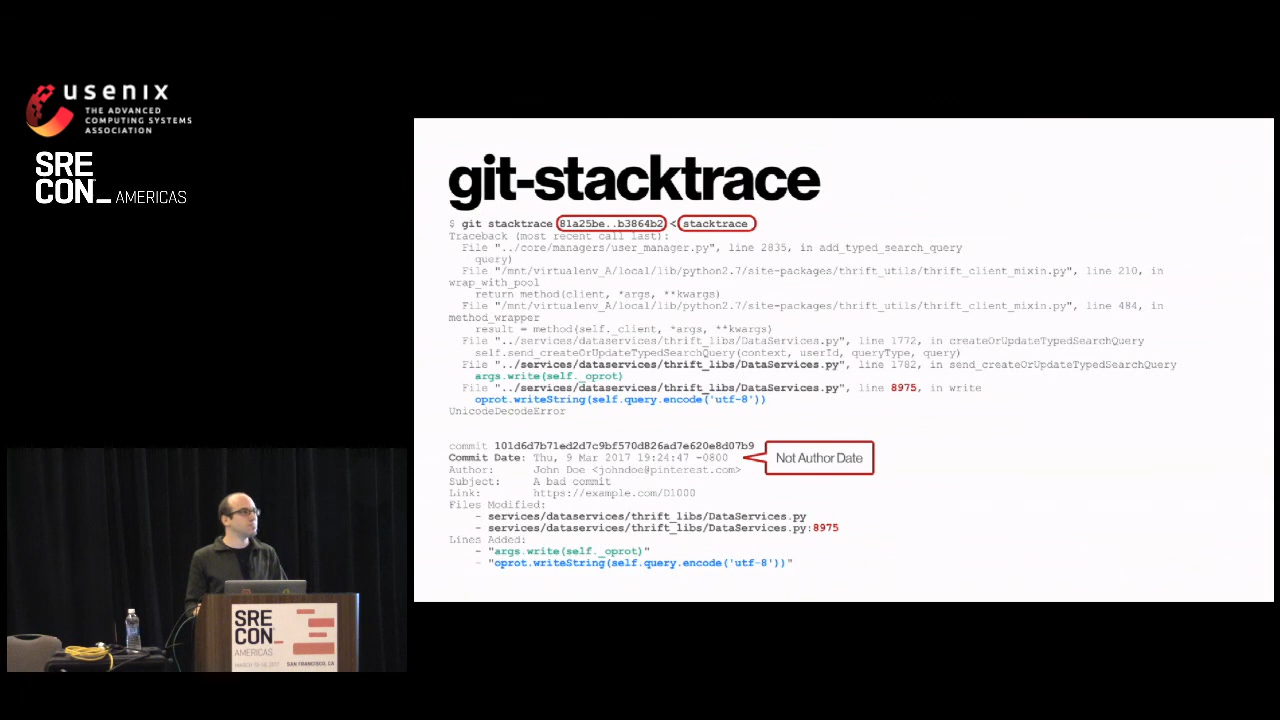 usenix
THE ADVANCED
COMPUTING SYSTEMS
ASSOCIATION
SRE
CON_ AMERICAS
git-stacktrace
$ git stacktrace 81a25be..b3864b2 < stacktrace
Traceback (most recent call last):
File "../core/managers/user_manager.py", line 2835, in add_typed_search_query
query)
File "/mnt/virtualenv_A/local/lib/python2.7/site-packages/thrift_utils/thrift_client_mixin.py", line 210, in
wrap_with_pool
return method(client, *args, **kwargs)
File "/mnt/virtualenv_A/local/lib/python2.7/site-packages/thrift_utils/thrift_client_mixin.py", line 484, in
method_wrapper
result = method(self._client, *args, **kwargs)
File "../services/dataservices/thrift_libs/DataServices.py", line 1772, in createOrUpdateTypedSearchQuery
self.send_createOrUpdateTypedSearchQuery(context, userId, queryType, query)
File "../services/dataservices/thrift_libs/DataServices.py", line 1782, in send_createOrUpdateTypedSearchQuery
args.write(self._oprot)
File "../services/dataservices/thrift_libs/DataServices.py", line 8975, in write
oprot.writeString(self.query.encode('utf-8'))
UnicodeDecodeError
commit 101d6d7b71ed2d7c9bf570d826ad7e620e8d07b9
Commit Date: Thu, 9 Mar 2017 19:24:47 -0800
Not Author Date
Author: John Doe <johndoe@pinterest.com>
Subject: A bad commit
Link: https://example.com/D1000
Files Modified:
- services/dataservices/thrift_libs/DataServices.py
- services/dataservices/thrift_libs/DataServices.py:8975
Lines Added:
- "args.write(self._oprot)"
- "oprot.writeString(self.query.encode('utf-8'))"
SRE
CON_
AMERICAS
MARCH 13-14, 2017
SAN FRANCISCO, CA